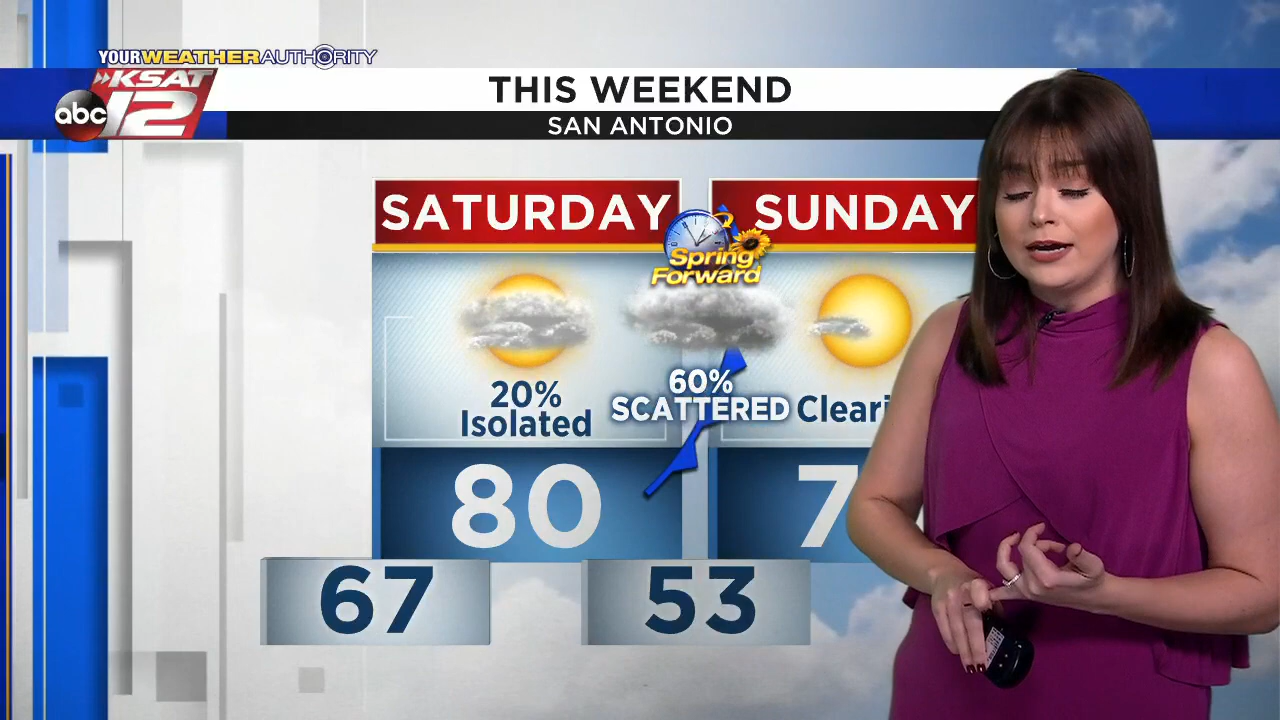 YOURWEATHERAUTHORITY
KSAT
abc
12
THIS WEEKEND
SAN ANTONIO
SATURDAY
SUNDAY
Spring
Forward
20%
Isolated
60%
SCATTERED
80
7
67
53